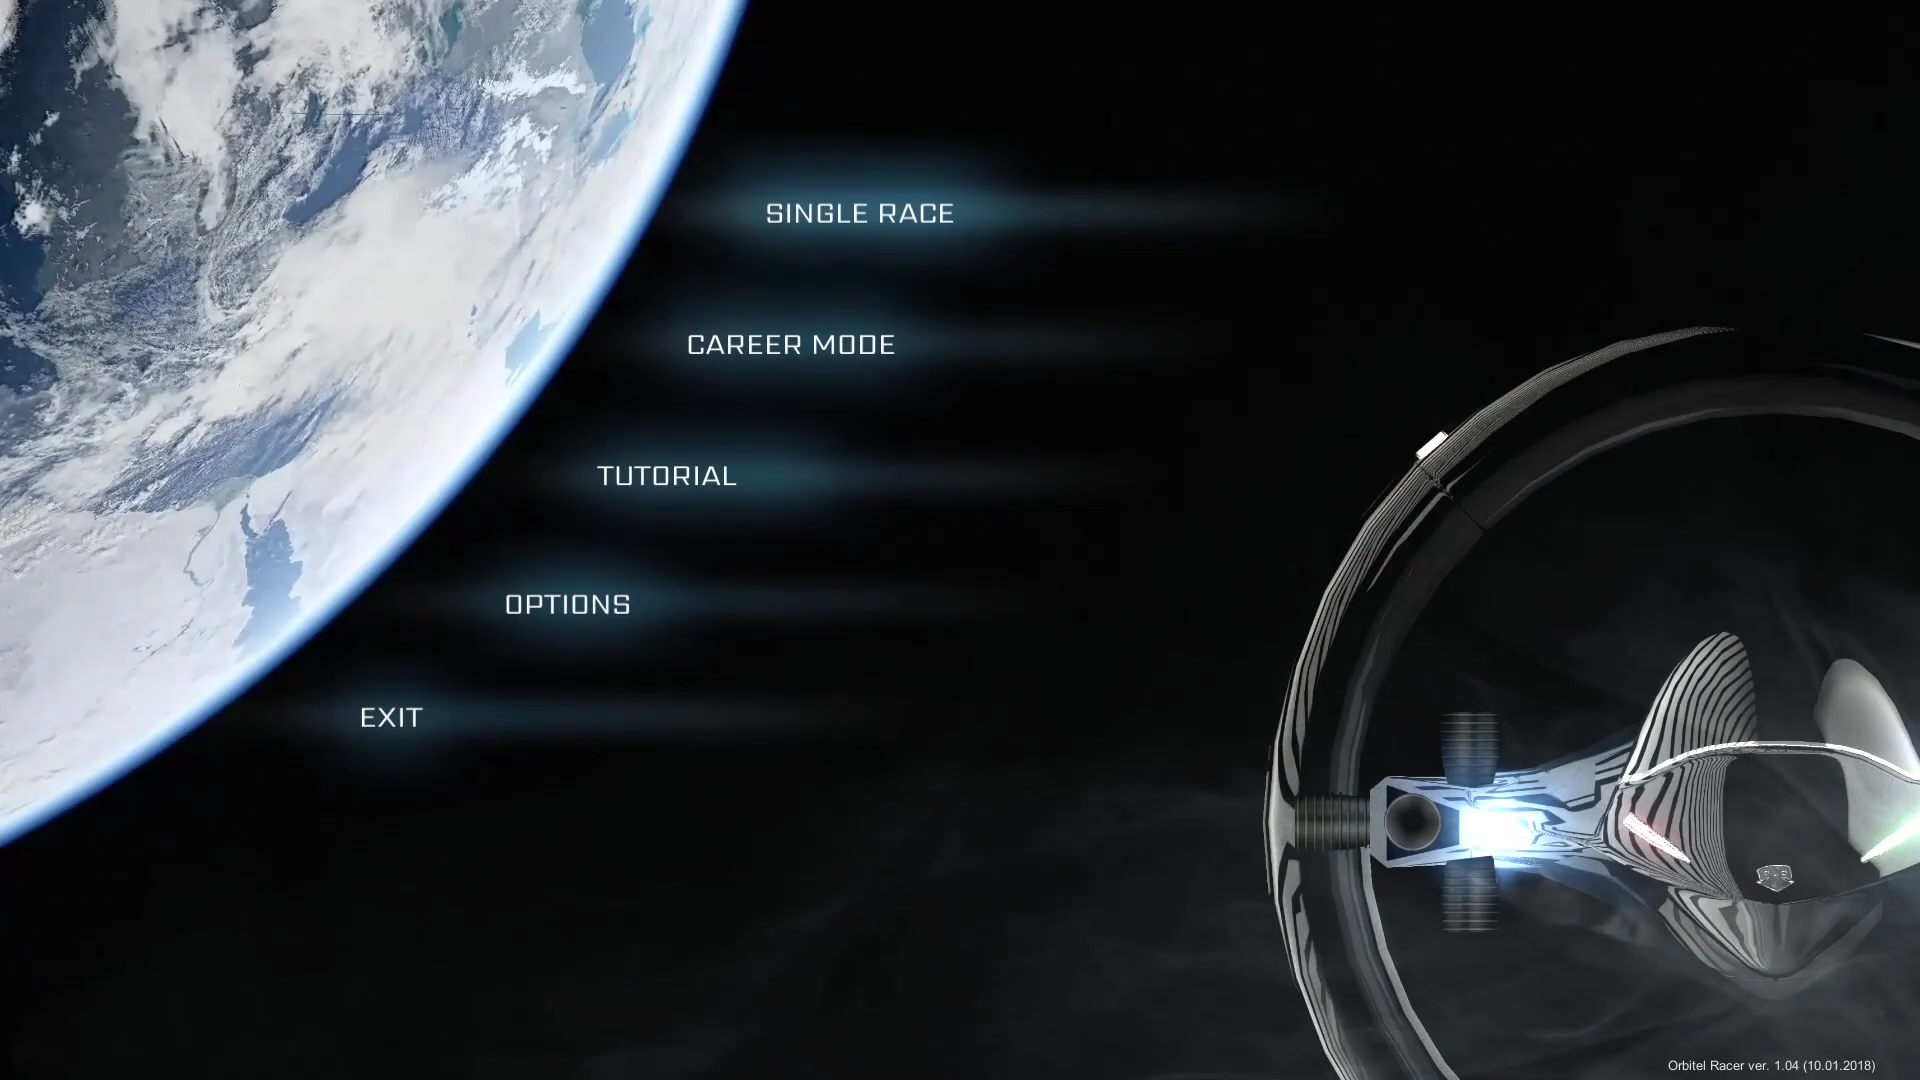 SINGLE RACE
CAREER MODE
TUTORIAL
OPTIONS
EXIT
Orbitel Racer ver. 1.04 (10.01.2018)